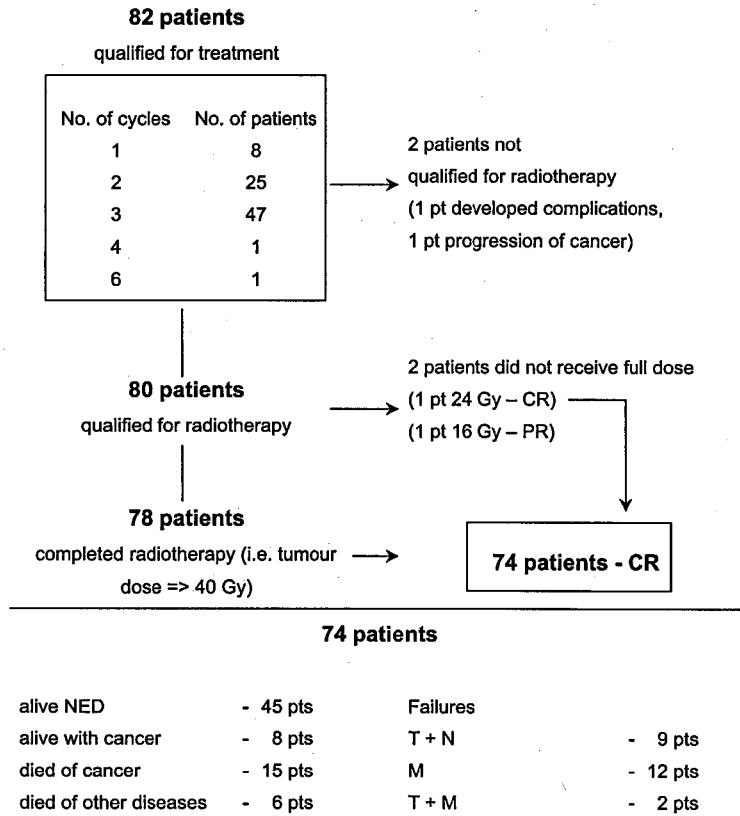 82 patients
qualified for treatment
No. of cycles No. of patients
1 8
2 25
3 47
4 1
6 1
2 patients not
qualified for radiotherapy
(1 pt developed complications,
1 pt progression of cancer)
80 patients
qualified for radiotherapy
2 patients did not receive full dose
(1 pt 24 Gy – CR)
(1 pt 16 Gy – PR)
78 patients
completed radiotherapy (i.e. tumour
dose => 40 Gy)
74 patients - CR
74 patients
alive NED - 45 pts
alive with cancer - 8 pts
died of cancer - 15 pts
died of other diseases - 6 pts
Failures
T + N - 9 pts
M - 12 pts
T + M - 2 pts